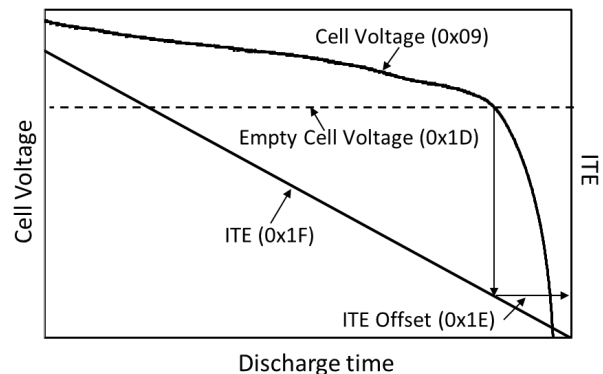 Cell Voltage (0x09)
Empty Cell Voltage (0x1D)
Cell Voltage
ITE
ITE (0x1F)
ITE Offset (0x1E)
Discharge time